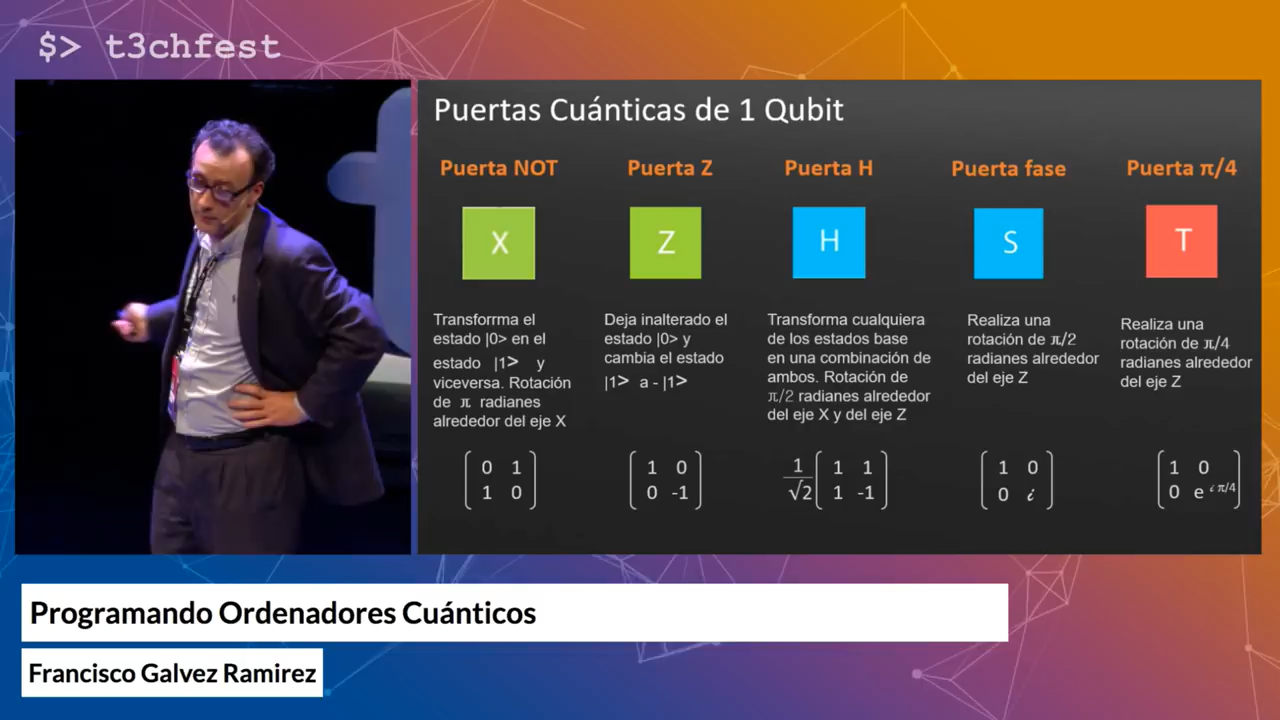 $> t3chfest
Puertas Cuánticas de 1 Qubit
Puerta NOT
X
Transforrma el
estado |0> en el
estado |1> y
viceversa. Rotación
de π radianes
alrededor del eje X
0 1
1 0
Puerta Z
Z
Deja inalterado el
estado |0> y
cambia el estado
|1> a - |1>
1 0
0 -1
Puerta H
H
Transforma cualquiera
de los estados base
en una combinación de
ambos. Rotación de
π/2 radianes alrededor
del eje X y del eje Z
1/√2 1 1
1 -1
Puerta fase
S
Realiza una
rotación de π/2
radianes alrededor
del eje Z
1 0
0 i
Puerta π/4
T
Realiza una
rotación de π/4
radianes alrededor
del eje Z
1 0
0 e i π/4
Programando Ordenadores Cuánticos
Francisco Galvez Ramirez